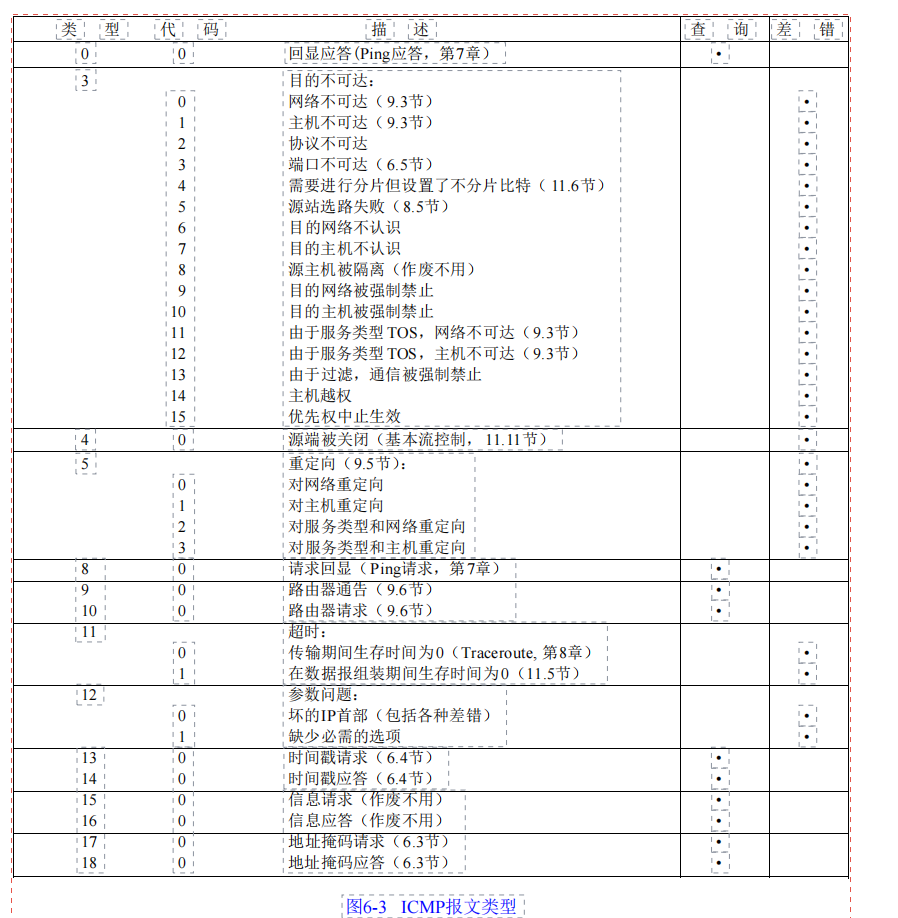 类 型 代 码 描 述 查 询 差 错
0 0 回显应答(Ping应答，第7章） •
3 目的不可达：
0 网络不可达（9.3节） •
1 主机不可达（9.3节） •
2 协议不可达 •
3 端口不可达（6.5节） •
4 需要进行分片但设置了不分片比特（11.6节） •
5 源站选路失败（8.5节） •
6 目的网络不认识 •
7 目的主机不认识 •
8 源主机被隔离（作废不用） •
9 目的网络被强制禁止 •
10 目的主机被强制禁止 •
11 由于服务类型TOS，网络不可达（9.3节） •
12 由于服务类型TOS，主机不可达（9.3节） •
13 由于过滤，通信被强制禁止 •
14 主机越权 •
15 优先权中止生效 •
4 0 源端被关闭（基本流控制，11.11节） •
5 重定向（9.5节）： •
0 对网络重定向 •
1 对主机重定向 •
2 对服务类型和网络重定向 •
3 对服务类型和主机重定向 •
8 0 请求回显（Ping请求，第7章） •
9 0 路由器通告（9.6节） •
10 0 路由器请求（9.6节） •
11 超时：
0 传输期间生存时间为0（Traceroute, 第8章） •
1 在数据报组装期间生存时间为0（11.5节） •
12 参数问题：
0 坏的IP首部（包括各种差错） •
1 缺少必需的选项 •
13 0 时间戳请求（6.4节） •
14 0 时间戳应答（6.4节） •
15 0 信息请求（作废不用） •
16 0 信息应答（作废不用） •
17 0 地址掩码请求（6.3节） •
18 0 地址掩码应答（6.3节） •
图6-3 ICMP报文类型